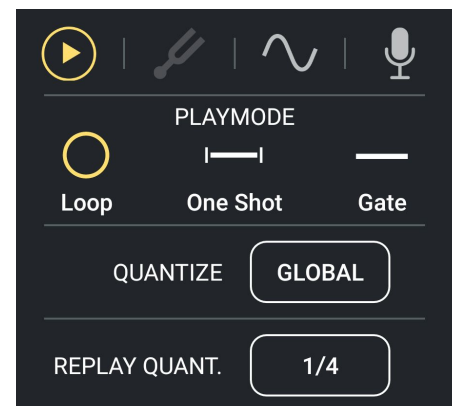 PLAYMODE
Loop One Shot Gate
QUANTIZE GLOBAL
REPLAY QUANT. 1/4